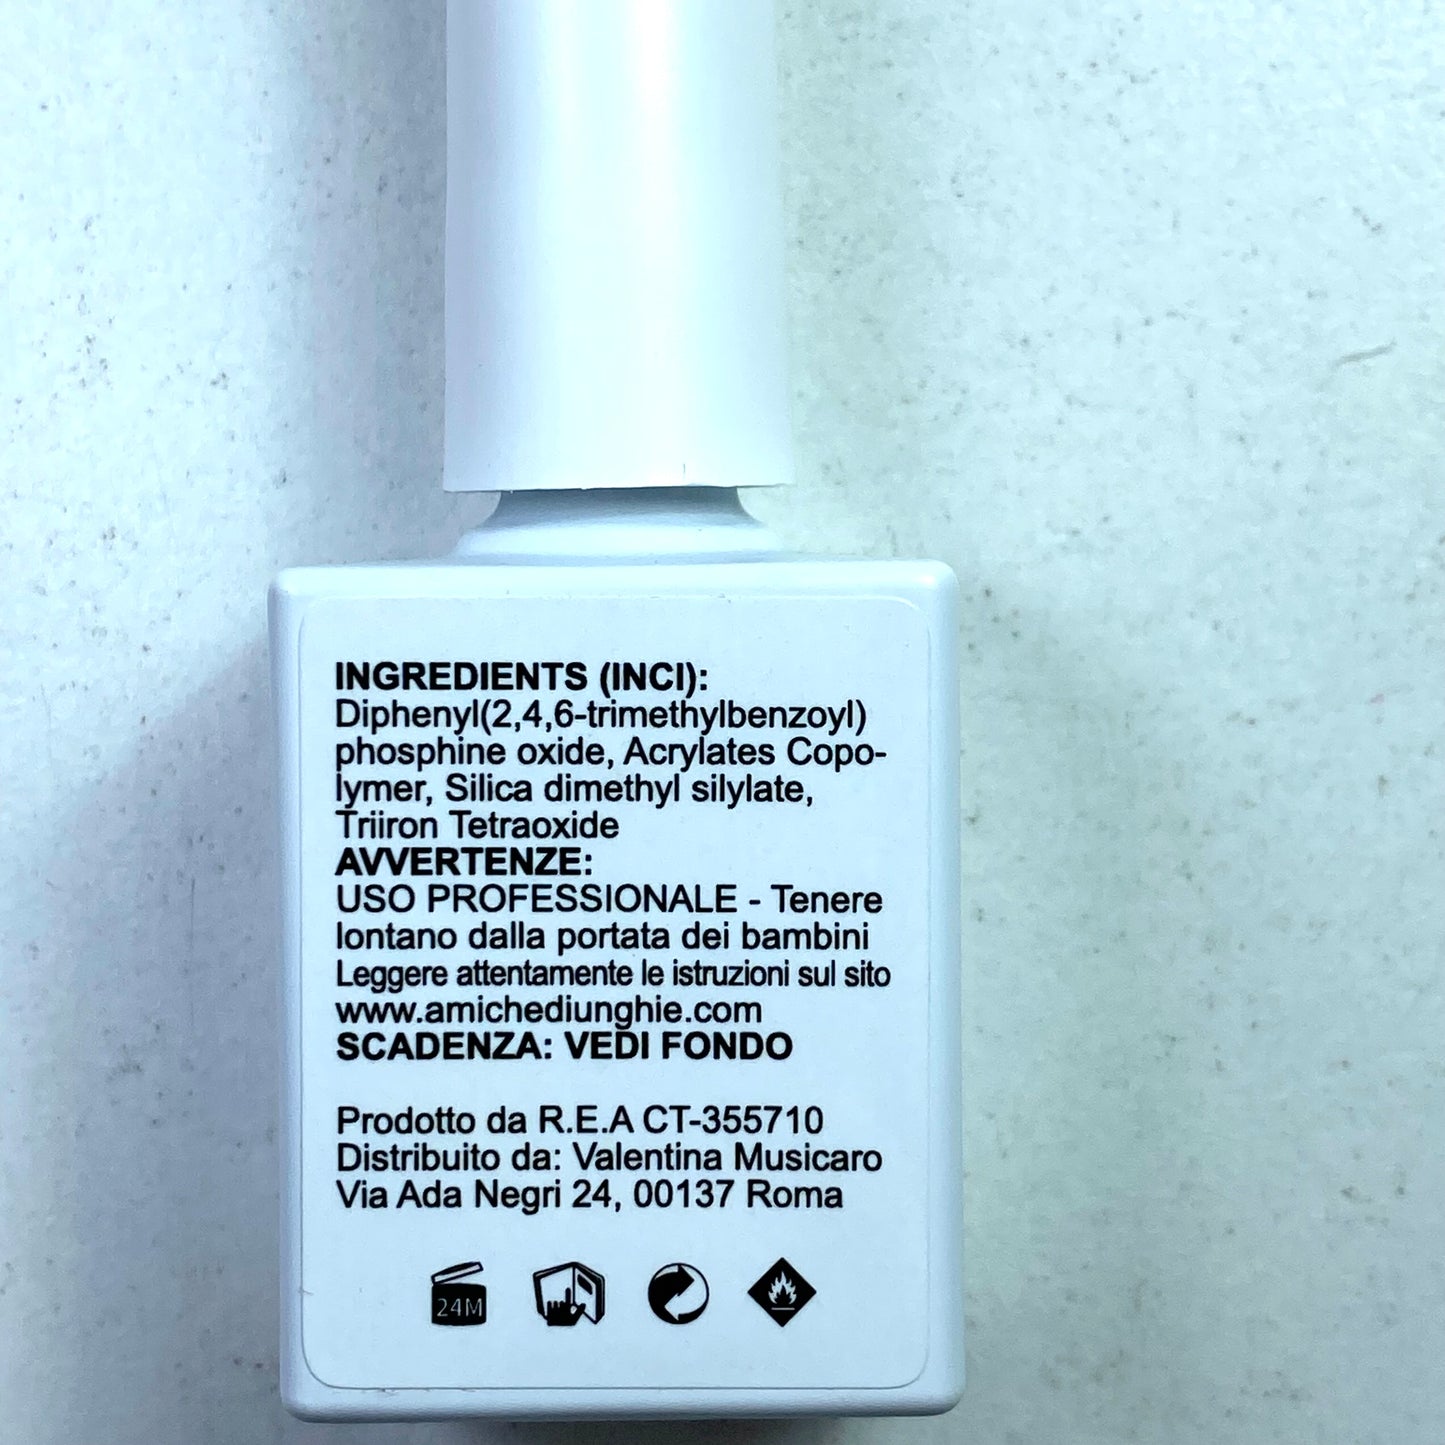 INGREDIENTS (INCI):
Diphenyl(2,4,6-trimethylbenzoyl)
phosphine oxide, Acrylates Copo-
lymer, Silica dimethyl silylate,
Triiron Tetraoxide
AVVERTENZE:
USO PROFESSIONALE - Tenere
lontano dalla portata dei bambini
Leggere attentamente le istruzioni sul sito
www.amichediunghie.com
SCADENZA: VEDI FONDO
Prodotto da R.E.A CT-355710
Distribuito da: Valentina Musicaro
Via Ada Negri 24, 00137 Roma
24M